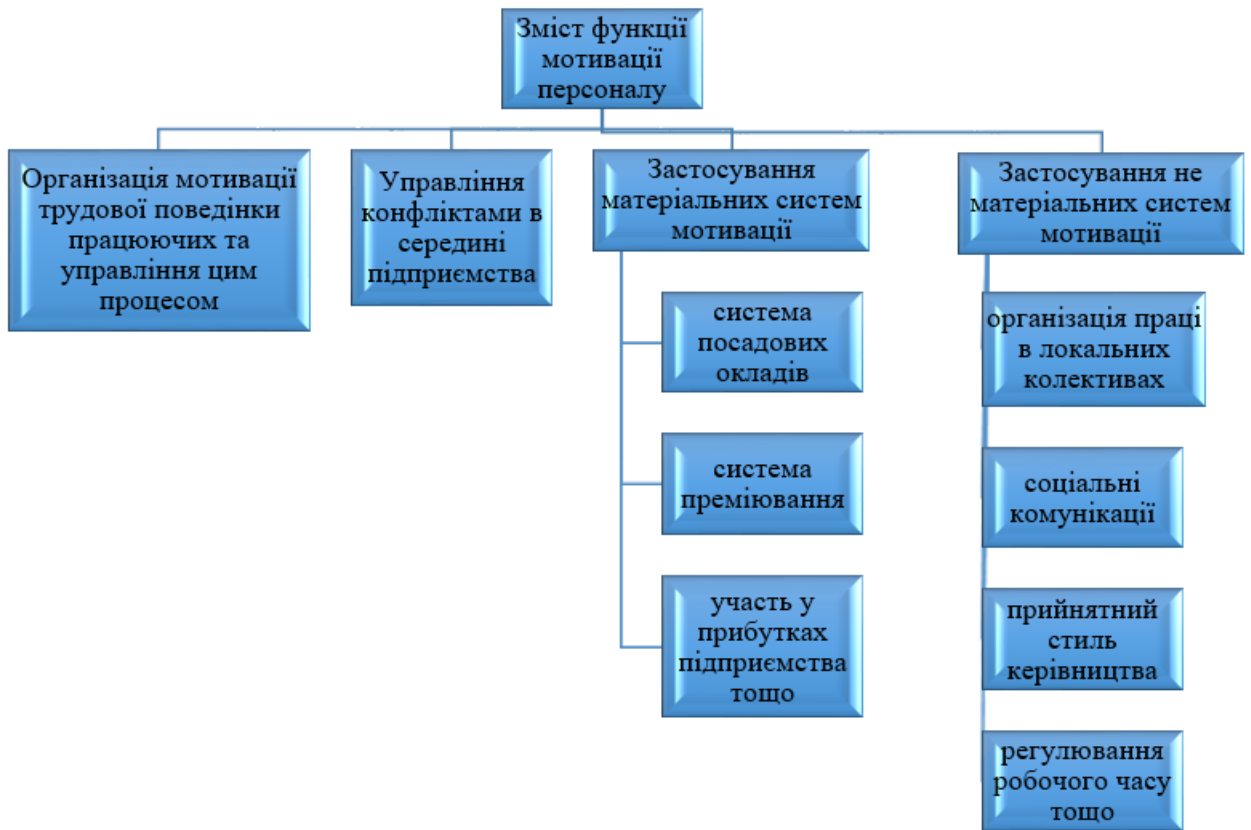 Зміст функції
мотивації
персоналу
Організація мотивації
трудової поведінки
працюючих та
управління цим
процесом
Управління
конфліктами в
середині
підприємства
Застосування
матеріальних систем
мотивації
система
посадових
окладів
система
преміювання
участь у
прибутках
підприємства
тощо
Застосування не
матеріальних систем
мотивації
організація праці
в локальних
колективах
соціальні
комунікації
прийнятний
стиль
керівництва
регулювання
робочого часу
тощо